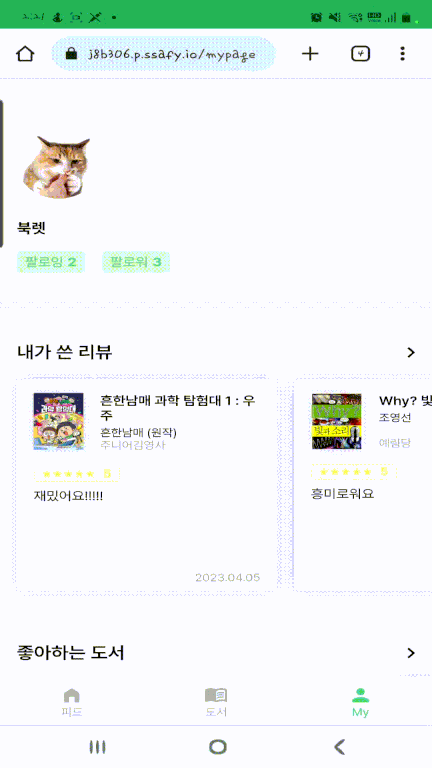 j8b306.p.ssafy.io/mypage
북렛
팔로잉 2 팔로워 3
내가 쓴 리뷰
흔한남매 과학 탐험대 1 : 우
주
흔한남매 (원작)
주니어김영사
★★★★★ 5
재밌어요!!!!!
2023.04.05
Why? 빛
조영선
예림당
빛과 소리
★★★★★ 5
흥미로워요
좋아하는 도서
피드 도서 My